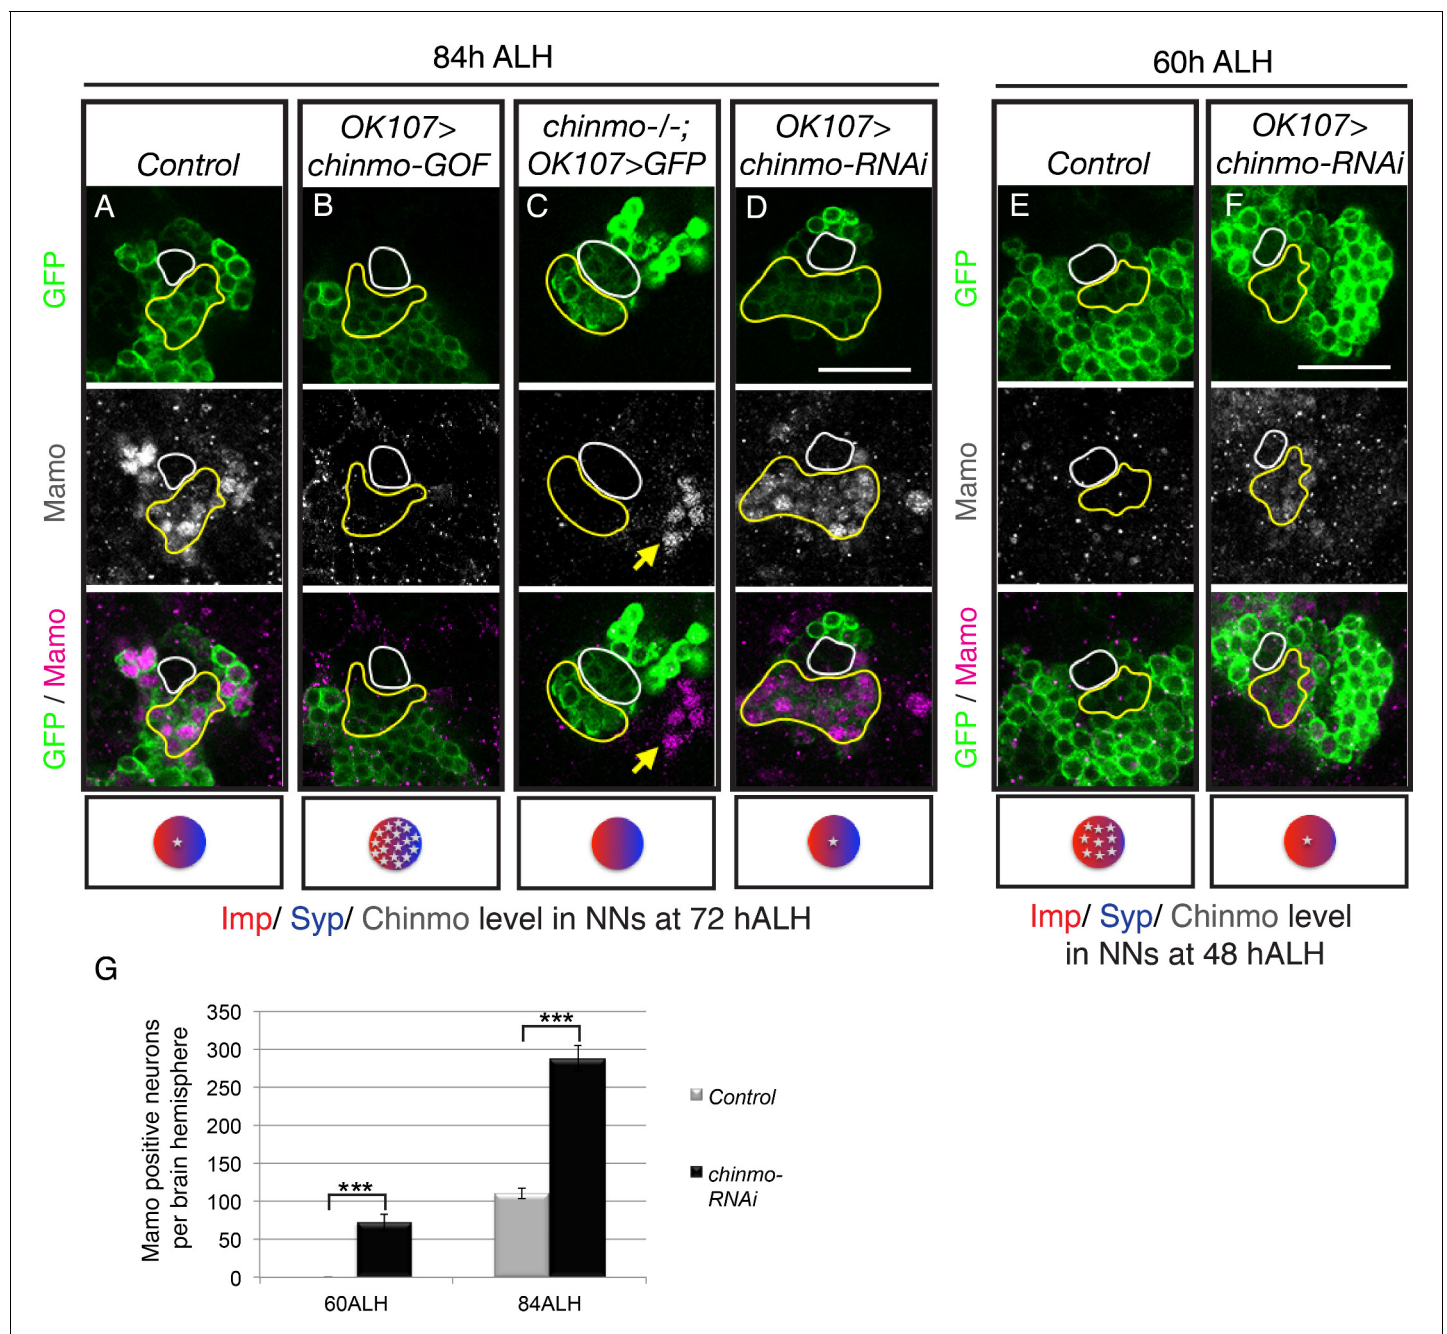 84h ALH
60h ALH
Control
OK107>
chinmo-GOF
chinmo-/-;
OK107>GFP
OK107>
chinmo-RNAi
Control
OK107>
chinmo-RNAi
A
B
C
D
E
F
GFP
GFP
Mamo
Mamo
GFP / Mamo
GFP / Mamo
Imp/ Syp/ Chinmo level in NNs at 72 hALH
Imp/ Syp/ Chinmo level
in NNs at 48 hALH
G
Mamo positive neurons
per brain hemisphere
350
300
250
200
150
100
50
0
***
***
60ALH
84ALH
Control
chinmo-
RNAi